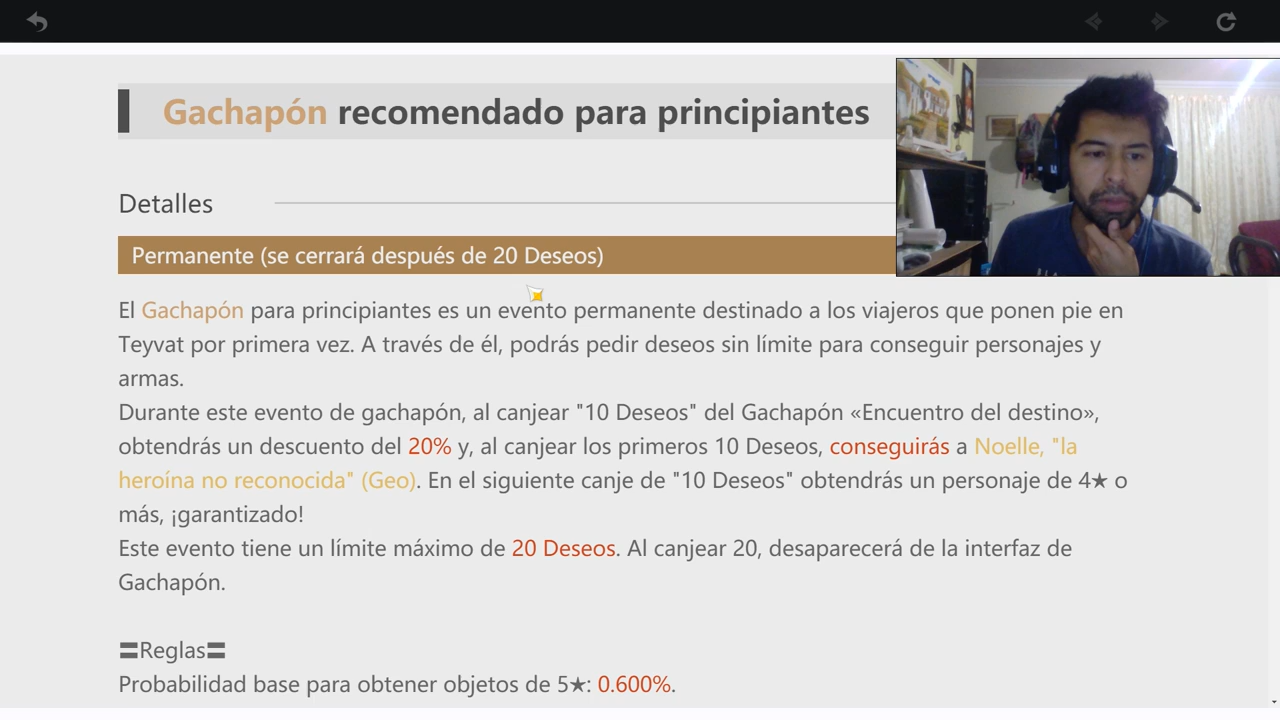 Gachapón recomendado para principiantes
Detalles
Permanente (se cerrará después de 20 Deseos)
El Gachapón para principiantes es un evento permanente destinado a los viajeros que ponen pie en
Teyvat por primera vez. A través de él, podrás pedir deseos sin límite para conseguir personajes y
armas.
Durante este evento de gachapón, al canjear "10 Deseos" del Gachapón «Encuentro del destino»,
obtendrás un descuento del 20% y, al canjear los primeros 10 Deseos, conseguirás a Noelle, "la
heroína no reconocida" (Geo). En el siguiente canje de "10 Deseos" obtendrás un personaje de 4★ o
más, ¡garantizado!
Este evento tiene un límite máximo de 20 Deseos. Al canjear 20, desaparecerá de la interfaz de
Gachapón.
〓Reglas〓
Probabilidad base para obtener objetos de 5★: 0.600%.